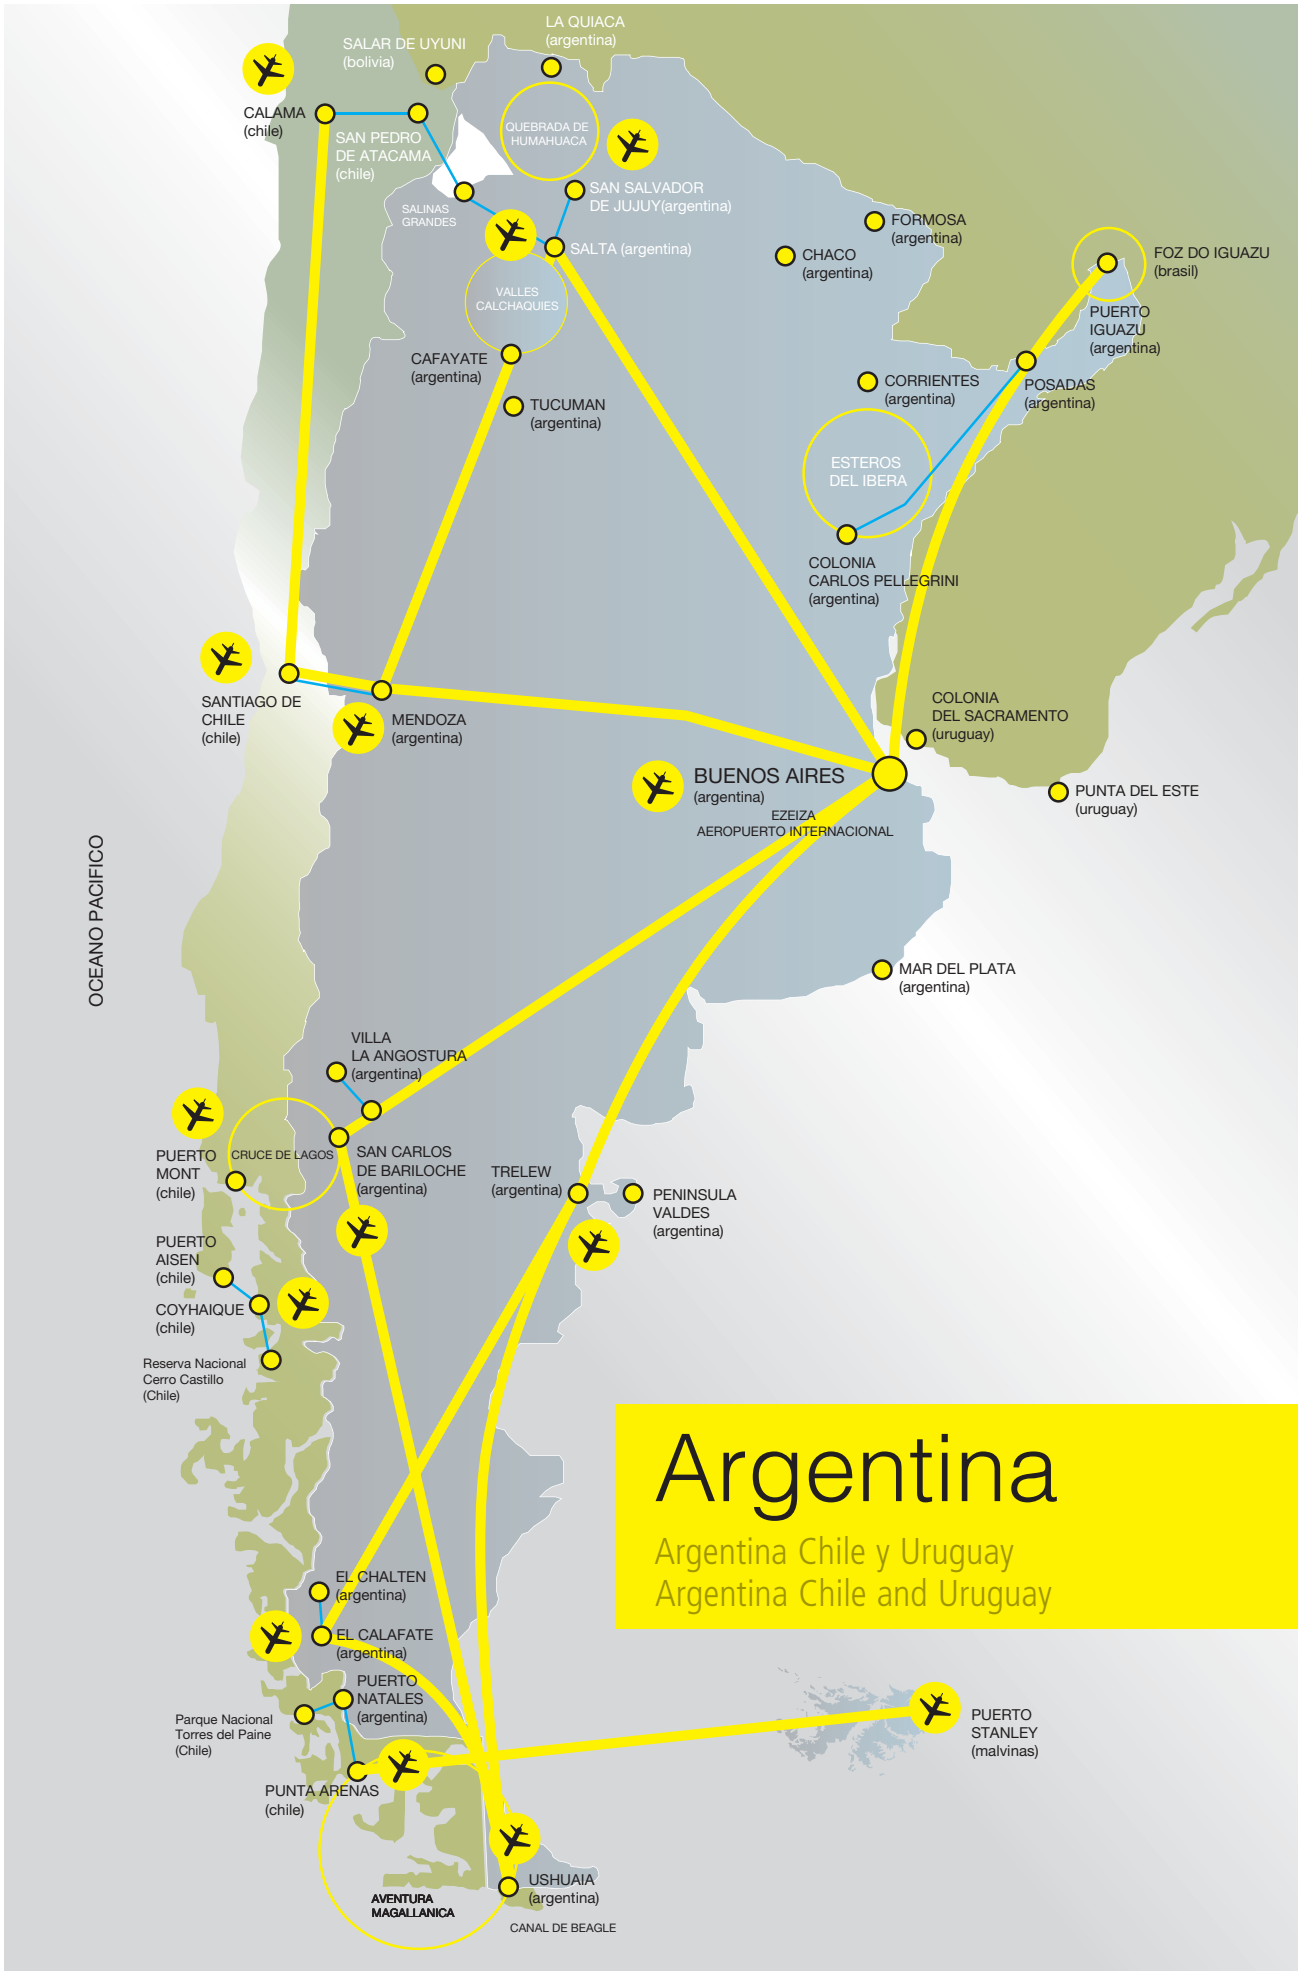 LA QUIACA
(argentina)
SALAR DE UYUNI
(bolivia)
CALAMA
(chile)
SAN PEDRO
DE ATACAMA
(chile)
QUEBRADA DE
HUMAHUACA
SALINAS
GRANDES
SAN SALVADOR
DE JUJUY(argentina)
SALTA (argentina)
FORMOSA
(argentina)
CHACO
(argentina)
FOZ DO IGUAZU
(brasil)
VALLES
CALCHAQUIES
PUERTO
IGUAZU
(argentina)
CAFAYATE
(argentina)
TUCUMAN
(argentina)
CORRIENTES
(argentina)
POSADAS
(argentina)
ESTEROS
DEL IBERA
COLONIA
CARLOS PELLEGRINI
(argentina)
SANTIAGO DE
CHILE
(chile)
MENDOZA
(argentina)
COLONIA
DEL SACRAMENTO
(uruguay)
BUENOS AIRES
(argentina)
EZEIZA
AEROPUERTO INTERNACIONAL
PUNTA DEL ESTE
(uruguay)
OCEANO PACIFICO
MAR DEL PLATA
(argentina)
VILLA
LA ANGOSTURA
(argentina)
PUERTO
MONT
(chile)
CRUCE DE LAGOS
SAN CARLOS
DE BARILOCHE
(argentina)
TRELEW
(argentina)
PENINSULA
VALDES
(argentina)
PUERTO
AISEN
(chile)
COYHAIQUE
(chile)
Reserva Nacional
Cerro Castillo
(Chile)
Argentina
Argentina Chile y Uruguay
Argentina Chile and Uruguay
EL CHALTEN
(argentina)
EL CALAFATE
(argentina)
PUERTO
NATALES
(argentina)
Parque Nacional
Torres del Paine
(Chile)
PUERTO
STANLEY
(malvinas)
PUNTA ARENAS
(chile)
AVENTURA
MAGALLANICA
USHUAIA
(argentina)
CANAL DE BEAGLE